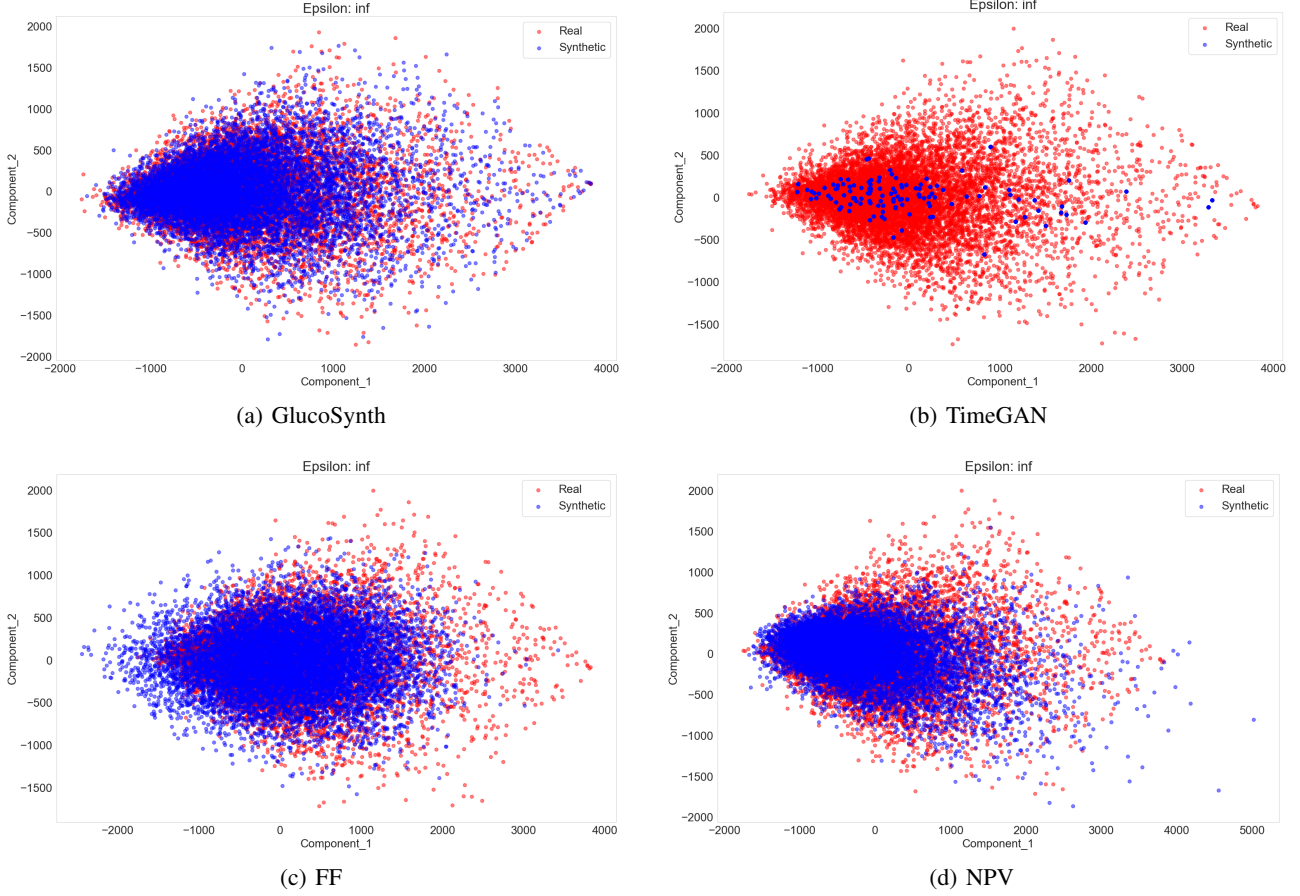 Epsilon: inf
Real
Synthetic
2000
1500
1000
500
0
−500
−1000
−1500
−2000
Component_2
−2000
−1000
0
1000
2000
3000
4000
Component_1
(a) GlucoSynth
Epsilon: inf
Real
Synthetic
2000
1500
1000
500
0
−500
−1000
−1500
Component_2
−2000
−1000
0
1000
2000
3000
4000
Component_1
(b) TimeGAN
Epsilon: inf
Real
Synthetic
2000
1500
1000
500
0
−500
−1000
−1500
Component_2
−2000
−1000
0
1000
2000
3000
4000
Component_1
(c) FF
Epsilon: inf
Real
Synthetic
2000
1500
1000
500
0
−500
−1000
−1500
−2000
Component_2
−2000
−1000
0
1000
2000
3000
4000
5000
Component_1
(d) NPV